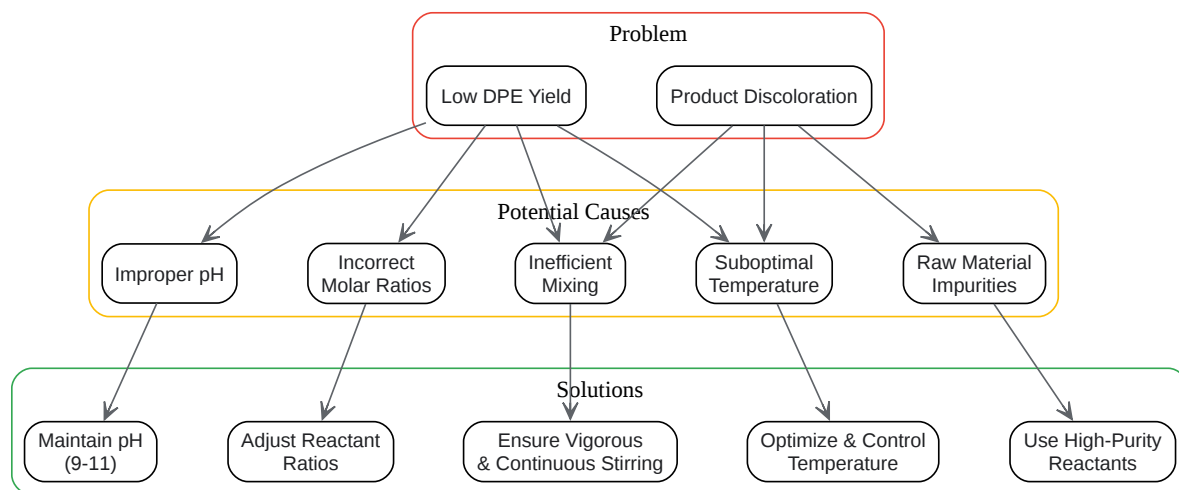 Problem
Low DPE Yield
Product Discoloration
Potential Causes
Improper pH
Incorrect
Molar Ratios
Inefficient
Mixing
Suboptimal
Temperature
Raw Material
Impurities
Solutions
Maintain pH
(9-11)
Adjust Reactant
Ratios
Ensure Vigorous
& Continuous Stirring
Optimize & Control
Temperature
Use High-Purity
Reactants